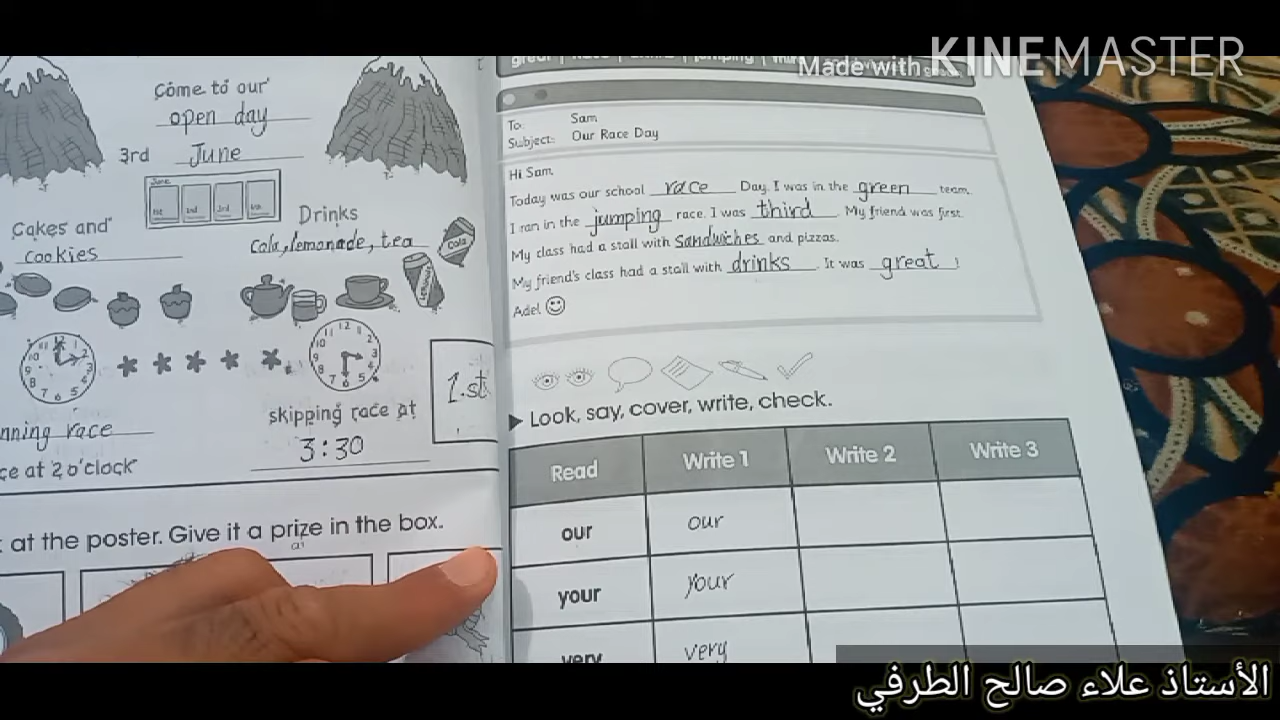 Made with KINEMASTER
Come to our
open day
3rd June
June
1st 2nd 3rd 4th
Cakes and
cookies
Drinks
Cola, lemonade, tea
Cola
race
skipping race at
at 2 o'clock
3:30
1.st
at the poster. Give it a prize in the box.
To: Sam
Subject: Our Race Day
Hi Sam
Today was our school race Day. I was in the green team.
I ran in the jumping race. I was third. My friend was first.
My class had a stall with Sandwiches and pizzas.
My friend's class had a stall with drinks. It was great!
Adel
Look, say, cover, write, check.
Read Write 1 Write 2 Write 3
our our
your your
very very
الأستاذ علاء صالح الطرفي